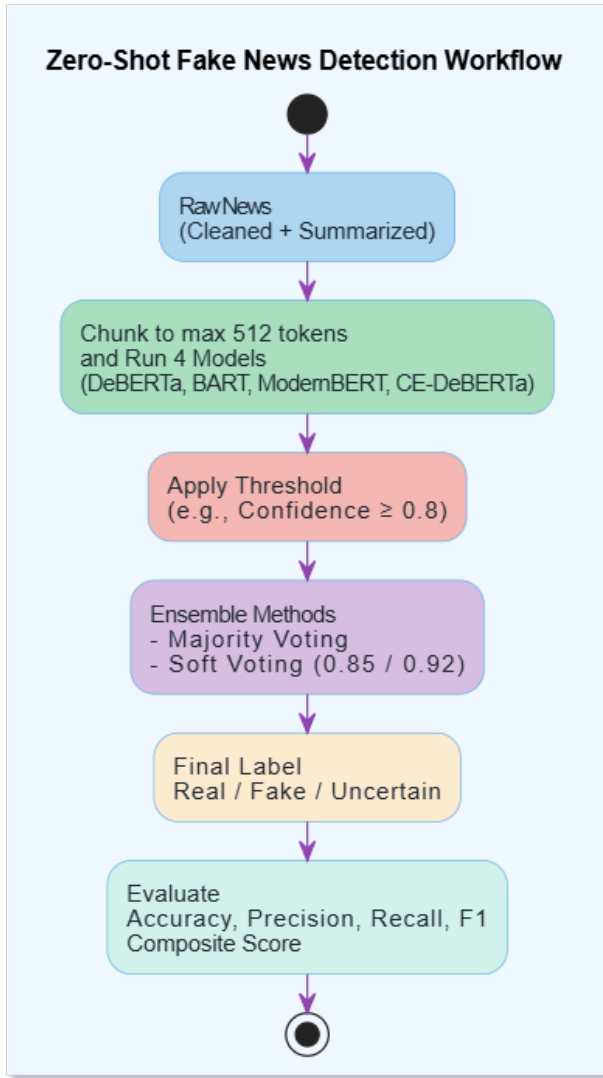 Zero-Shot Fake News Detection Workflow
Raw News
(Cleaned + Summarized)
Chunk to max 512 tokens
and Run 4 Models
(DeBERTa, BART, ModernBERT, CE-DeBERTa)
Apply Threshold
(e.g., Confidence ≥ 0.8)
Ensemble Methods
- Majority Voting
- Soft Voting (0.85 / 0.92)
Final Label
Real / Fake / Uncertain
Evaluate
Accuracy, Precision, Recall, F1
Composite Score